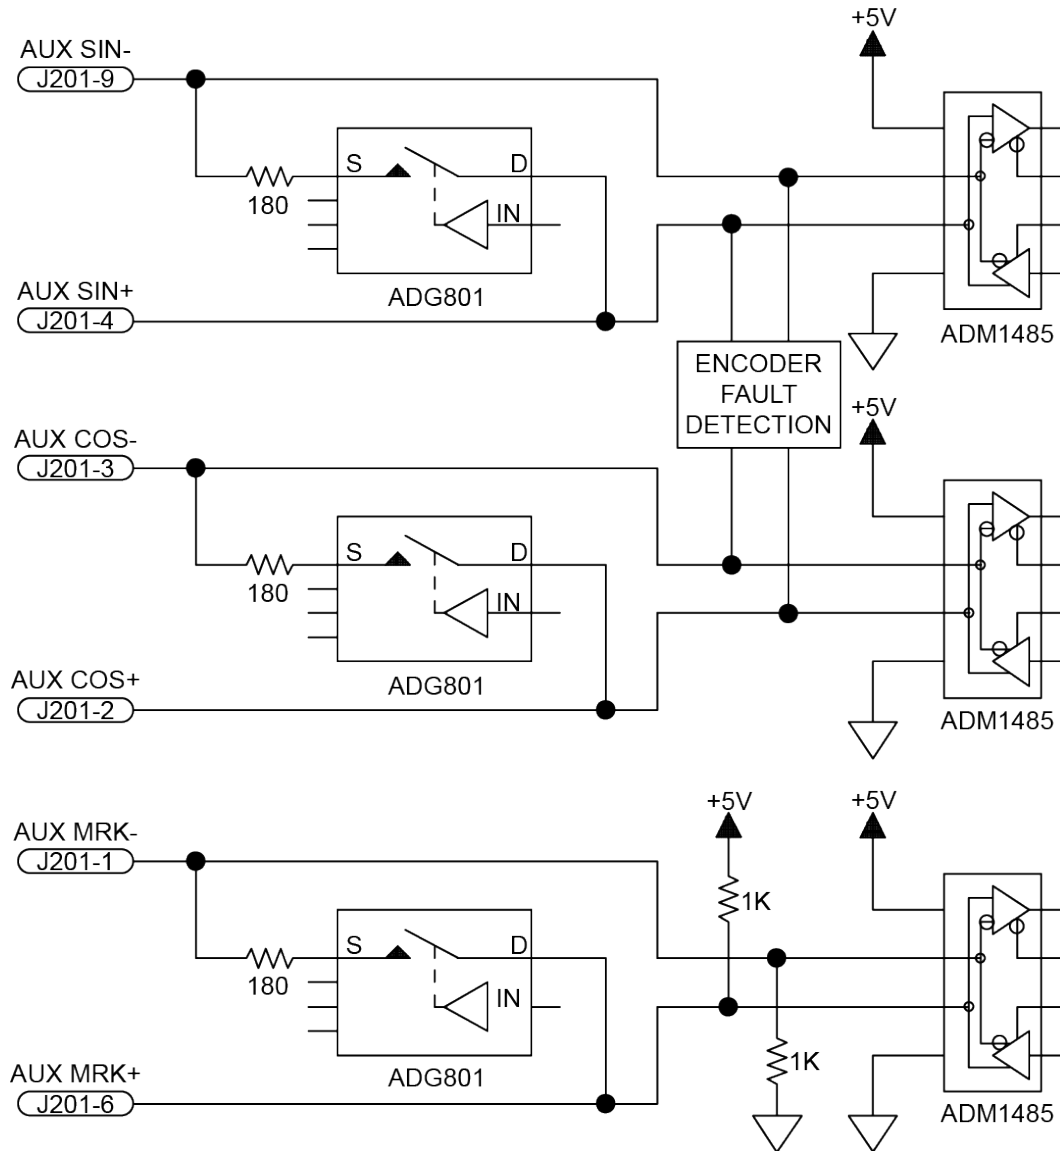 +5V
AUX SIN-
J201-9
S
D
180
IN
ADG801
AUX SIN+
J201-4
ADM1485
ENCODER
FAULT
DETECTION
+5V
AUX COS-
J201-3
S
D
180
IN
ADG801
AUX COS+
J201-2
ADM1485
+5V
+5V
AUX MRK-
J201-1
1K
S
D
180
IN
1K
ADG801
AUX MRK+
J201-6
ADM1485